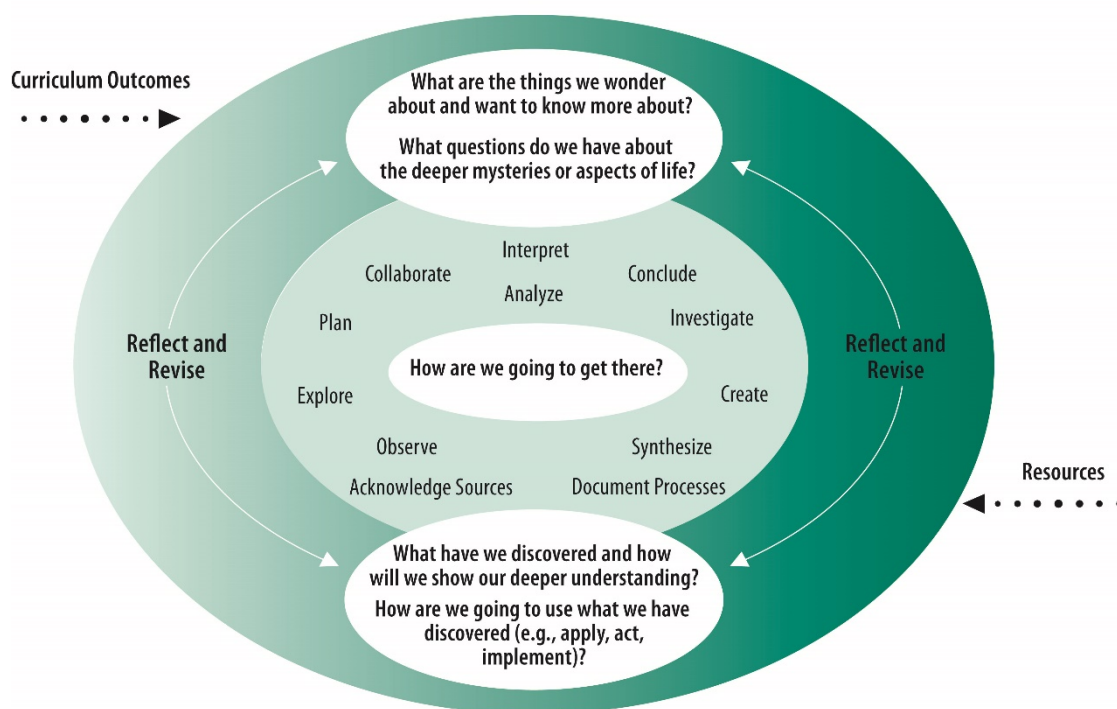 Curriculum Outcomes
What are the things we wonder
about and want to know more about?
What questions do we have about
the deeper mysteries or aspects of life?
Interpret
Collaborate
Conclude
Analyze
Plan
Investigate
Reflect and
Revise
How are we going to get there?
Reflect and
Revise
Explore
Create
Observe
Synthesize
Acknowledge Sources
Document Processes
Resources
What have we discovered and how
will we show our deeper understanding?
How are we going to use what we have
discovered (e.g., apply, act,
implement)?